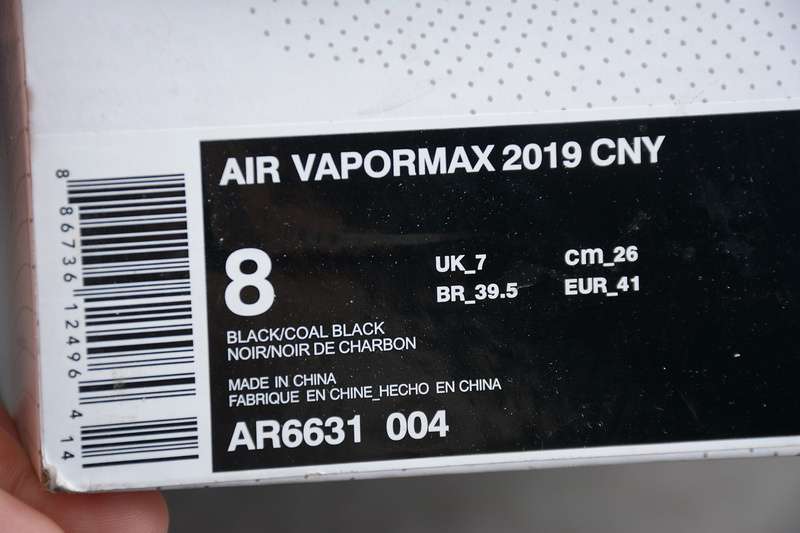 AIR VAPORMAX 2019 CNY
8
UK_7
cm_26
BR_39.5
EUR_41
BLACK/COAL BLACK
NOIR/NOIR DE CHARBON
MADE IN CHINA
FABRIQUE EN CHINE_HECHO EN CHINA
AR6631 004
8 86736 12496 4 14